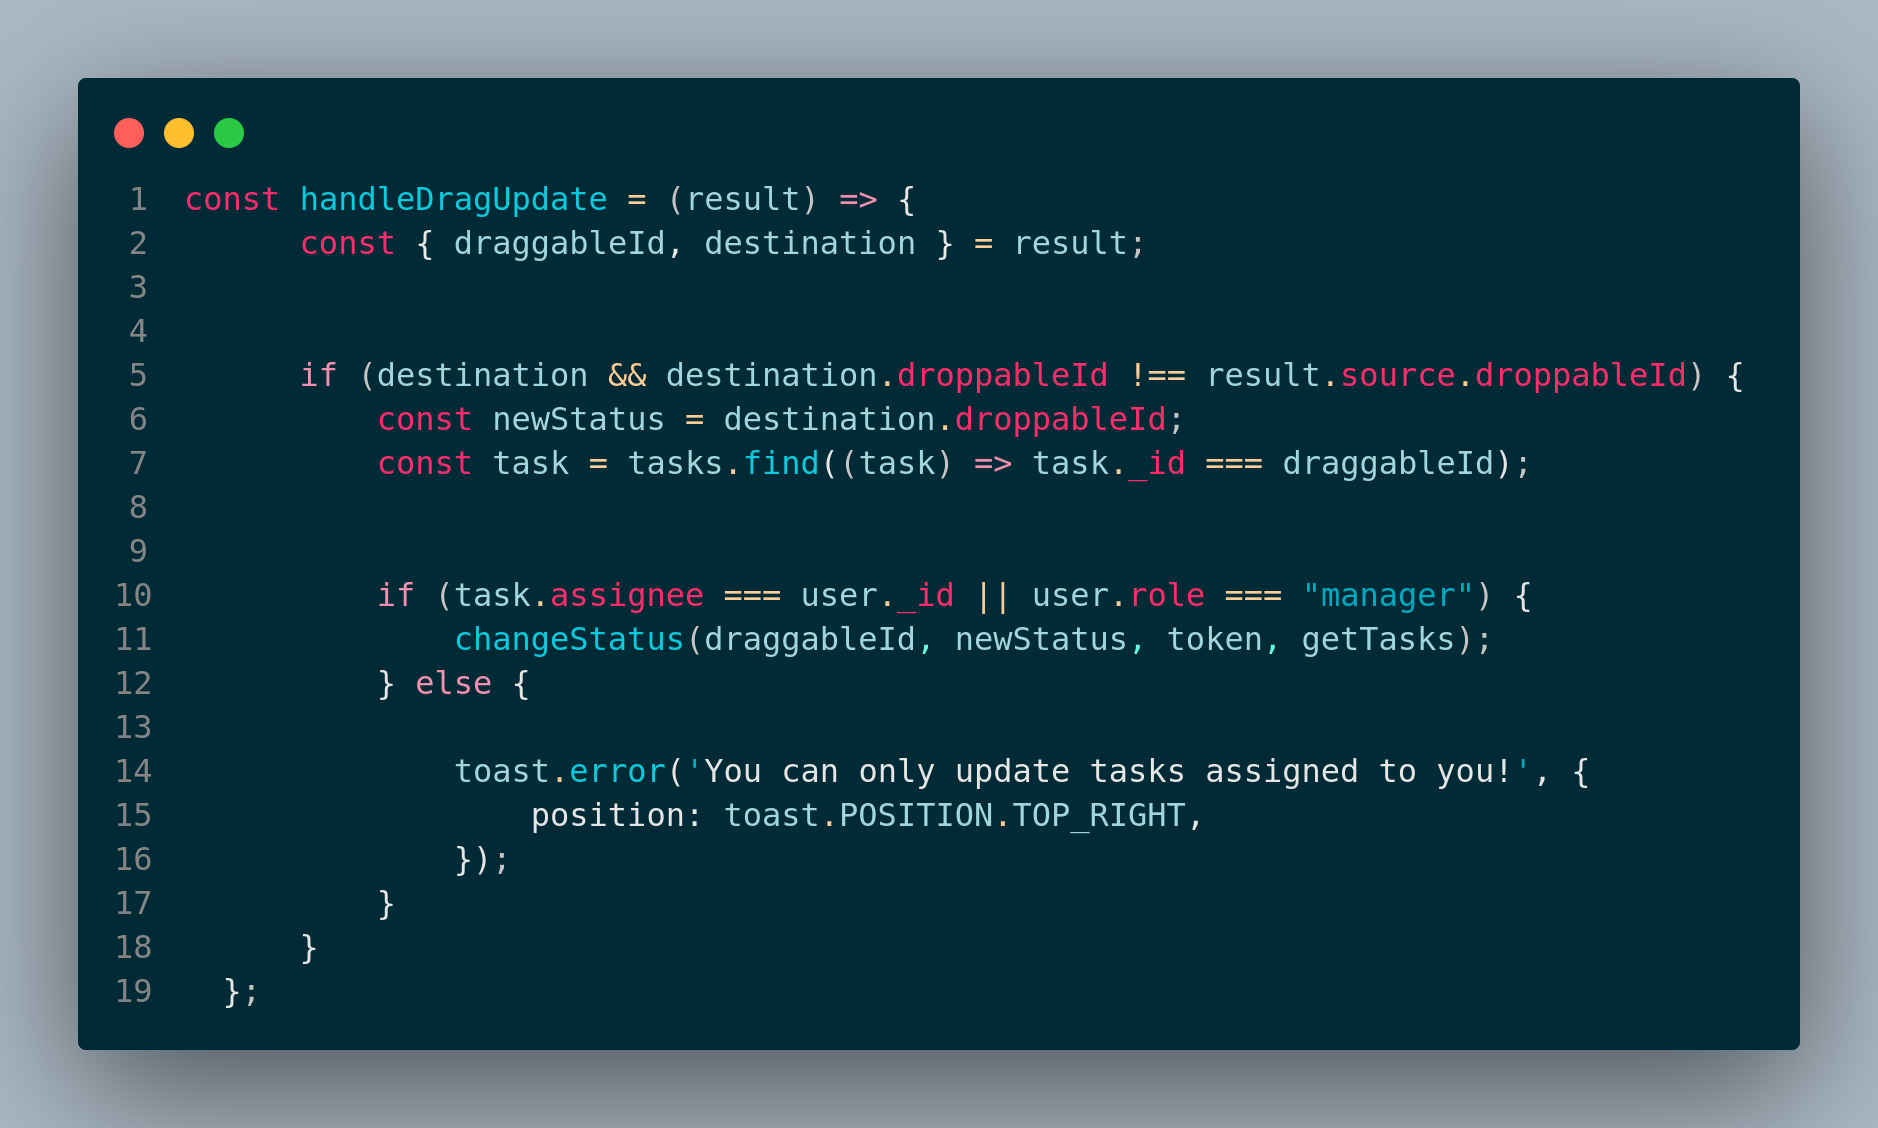 1 const handleDragUpdate = (result) => {
2 const { draggableId, destination } = result;
3
4
5 if (destination && destination.droppableId !== result.source.droppableId) {
6 const newStatus = destination.droppableId;
7 const task = tasks.find((task) => task._id === draggableId);
8
9
10 if (task.assignee === user._id || user.role === "manager") {
11 changeStatus(draggableId, newStatus, token, getTasks);
12 } else {
13
14 toast.error('You can only update tasks assigned to you!', {
15 position: toast.POSITION.TOP_RIGHT,
16 });
17 }
18 }
19 };